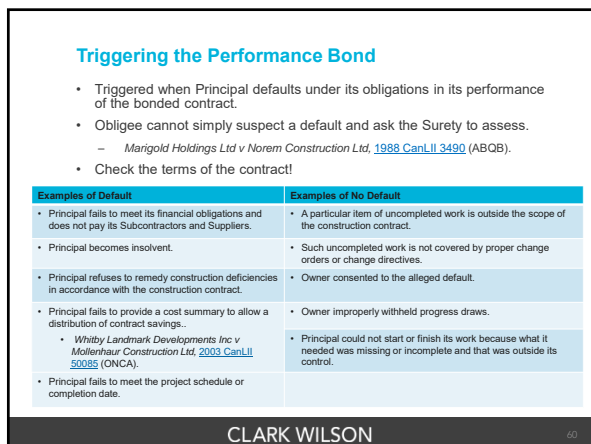 Triggering the Performance Bond
• Triggered when Principal defaults under its obligations in its performance
of the bonded contract.
• Obligee cannot simply suspect a default and ask the Surety to assess.
– Marigold Holdings Ltd v Norem Construction Ltd, 1988 CanLII 3490 (ABQB).
• Check the terms of the contract!
Examples of Default
Examples of No Default
• Principal fails to meet its financial obligations and
does not pay its Subcontractors and Suppliers.
• A particular item of uncompleted work is outside the scope of
the construction contract.
• Principal becomes insolvent.
• Such uncompleted work is not covered by proper change
orders or change directives.
• Principal refuses to remedy construction deficiencies
in accordance with the construction contract.
• Owner consented to the alleged default.
• Principal fails to provide a cost summary to allow a
distribution of contract savings..
• Whitby Landmark Developments Inc v
Mollenhaur Construction Ltd, 2003 CanLII
50085 (ONCA).
• Owner improperly withheld progress draws.
• Principal could not start or finish its work because what it
needed was missing or incomplete and that was outside its
control.
• Principal fails to meet the project schedule or
completion date.
CLARK WILSON
60